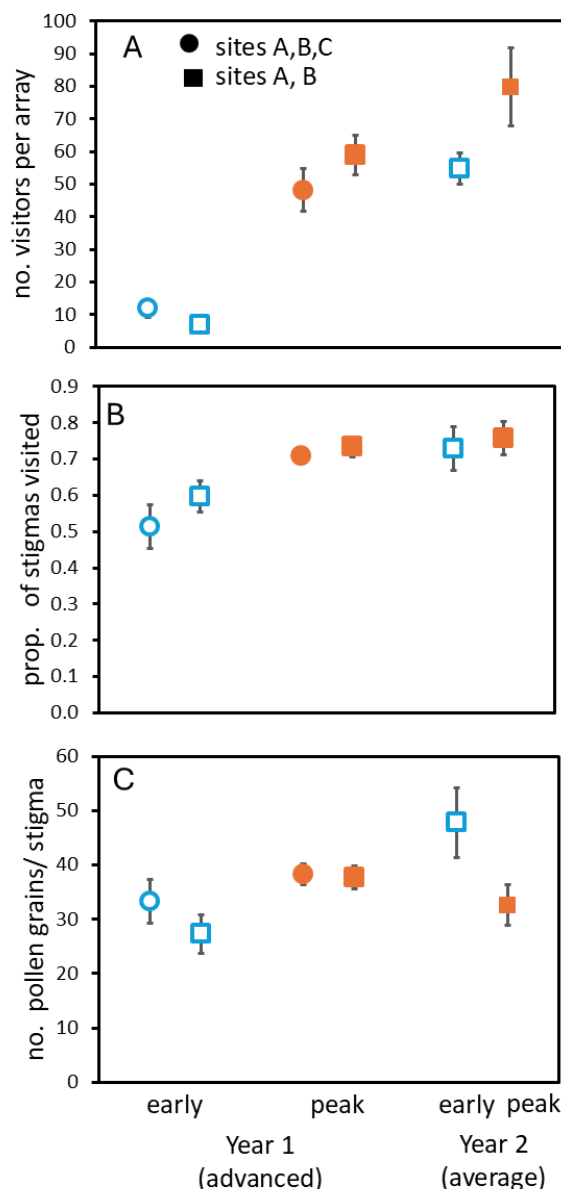 A
sites A,B,C
sites A, B
no. visitors per array
100
90
80
70
60
50
40
30
20
10
0
B
prop. of stigmas visited
0.9
0.8
0.7
0.6
0.5
0.4
0.3
0.2
0.1
0.0
C
no. pollen grains/ stigma
60
50
40
30
20
10
0
early peak early peak
Year 1 Year 2
(advanced) (average)